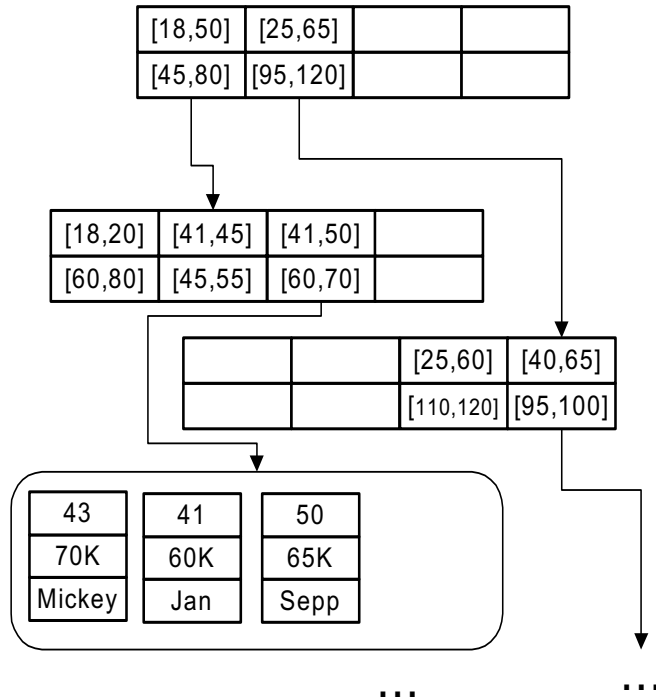 [18,50] [25,65]
[45,80] [95,120]
[18,20] [41,45] [41,50]
[60,80] [45,55] [60,70]
[25,60] [40,65]
[110,120] [95,100]
43 41 50
70K 60K 65K
Mickey Jan Sepp
... ...